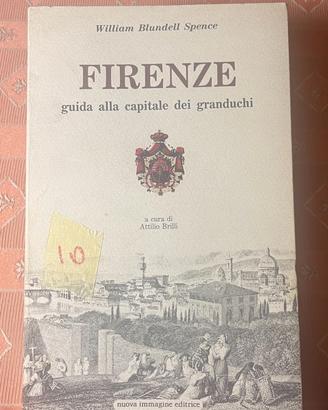 William Blundell Spence
FIRENZE
guida alla capitale dei granduchi
a cura di
Attilio Brilli
10
nuova immagine editrice